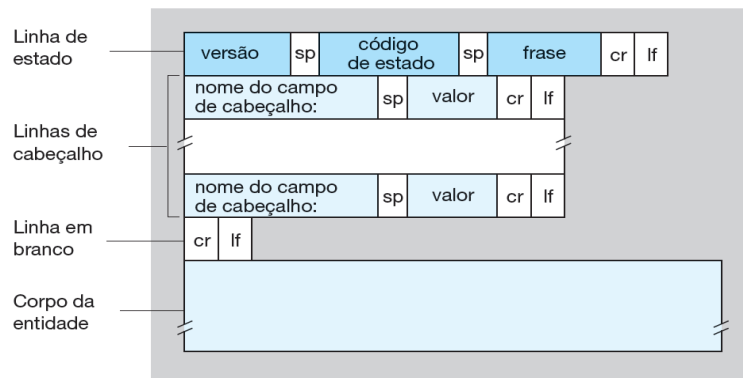 Linha de
estado
versão sp código
de estado sp frase cr lf
Linhas de
cabeçalho
nome do campo
de cabeçalho: sp valor cr lf
nome do campo
de cabeçalho: sp valor cr lf
Linha em
branco
cr lf
Corpo da
entidade